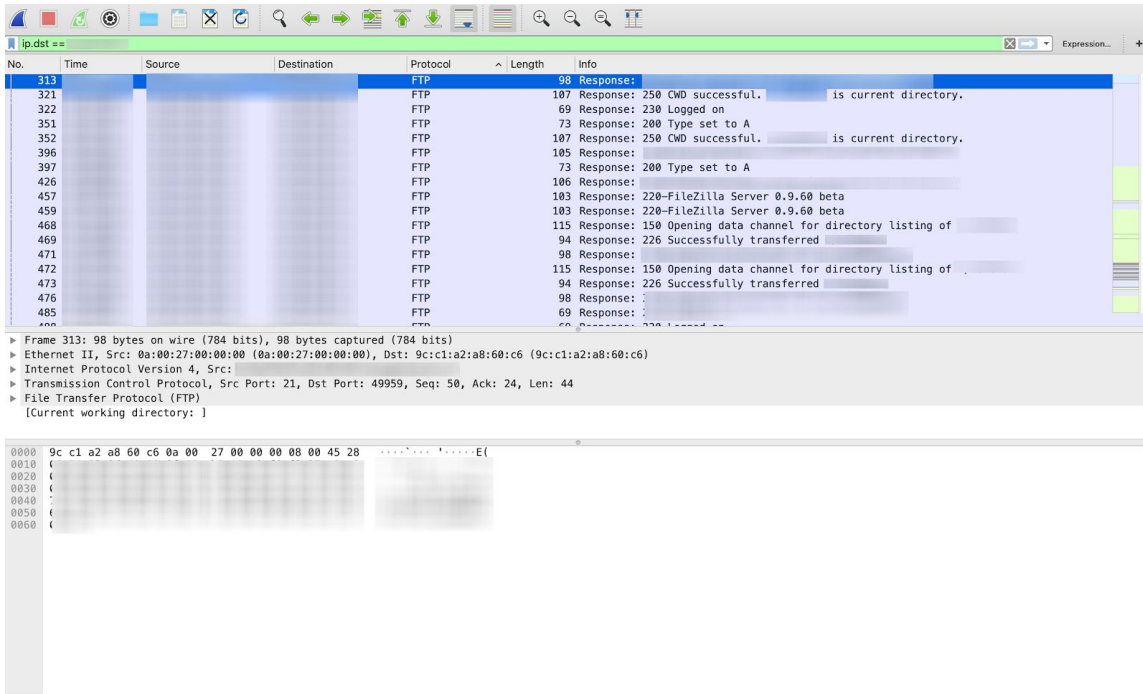 ip.dst ==
Expression... +
No. Time Source Destination Protocol Length Info
313 FTP 98 Response:
321 FTP 107 Response: 250 CWD successful. is current directory.
322 FTP 69 Response: 230 Logged on
351 FTP 73 Response: 200 Type set to A
352 FTP 107 Response: 250 CWD successful. is current directory.
396 FTP 105 Response:
397 FTP 73 Response: 200 Type set to A
426 FTP 106 Response:
457 FTP 103 Response: 220-FileZilla Server 0.9.60 beta
459 FTP 103 Response: 220-FileZilla Server 0.9.60 beta
468 FTP 115 Response: 150 Opening data channel for directory listing of
469 FTP 94 Response: 226 Successfully transferred
471 FTP 98 Response:
472 FTP 115 Response: 150 Opening data channel for directory listing of
473 FTP 94 Response: 226 Successfully transferred
476 FTP 98 Response:
485 FTP 69 Response:
Frame 313: 98 bytes on wire (784 bits), 98 bytes captured (784 bits)
Ethernet II, Src: 0a:00:27:00:00:00 (0a:00:27:00:00:00), Dst: 9c:c1:a2:a8:60:c6 (9c:c1:a2:a8:60:c6)
Internet Protocol Version 4, Src:
Transmission Control Protocol, Src Port: 21, Dst Port: 49959, Seq: 50, Ack: 24, Len: 44
File Transfer Protocol (FTP)
[Current working directory: ]
0000 9c c1 a2 a8 60 c6 0a 00 27 00 00 00 08 00 45 28 ····`··· '·····E(
0010
0020
0030
0040
0050
0060